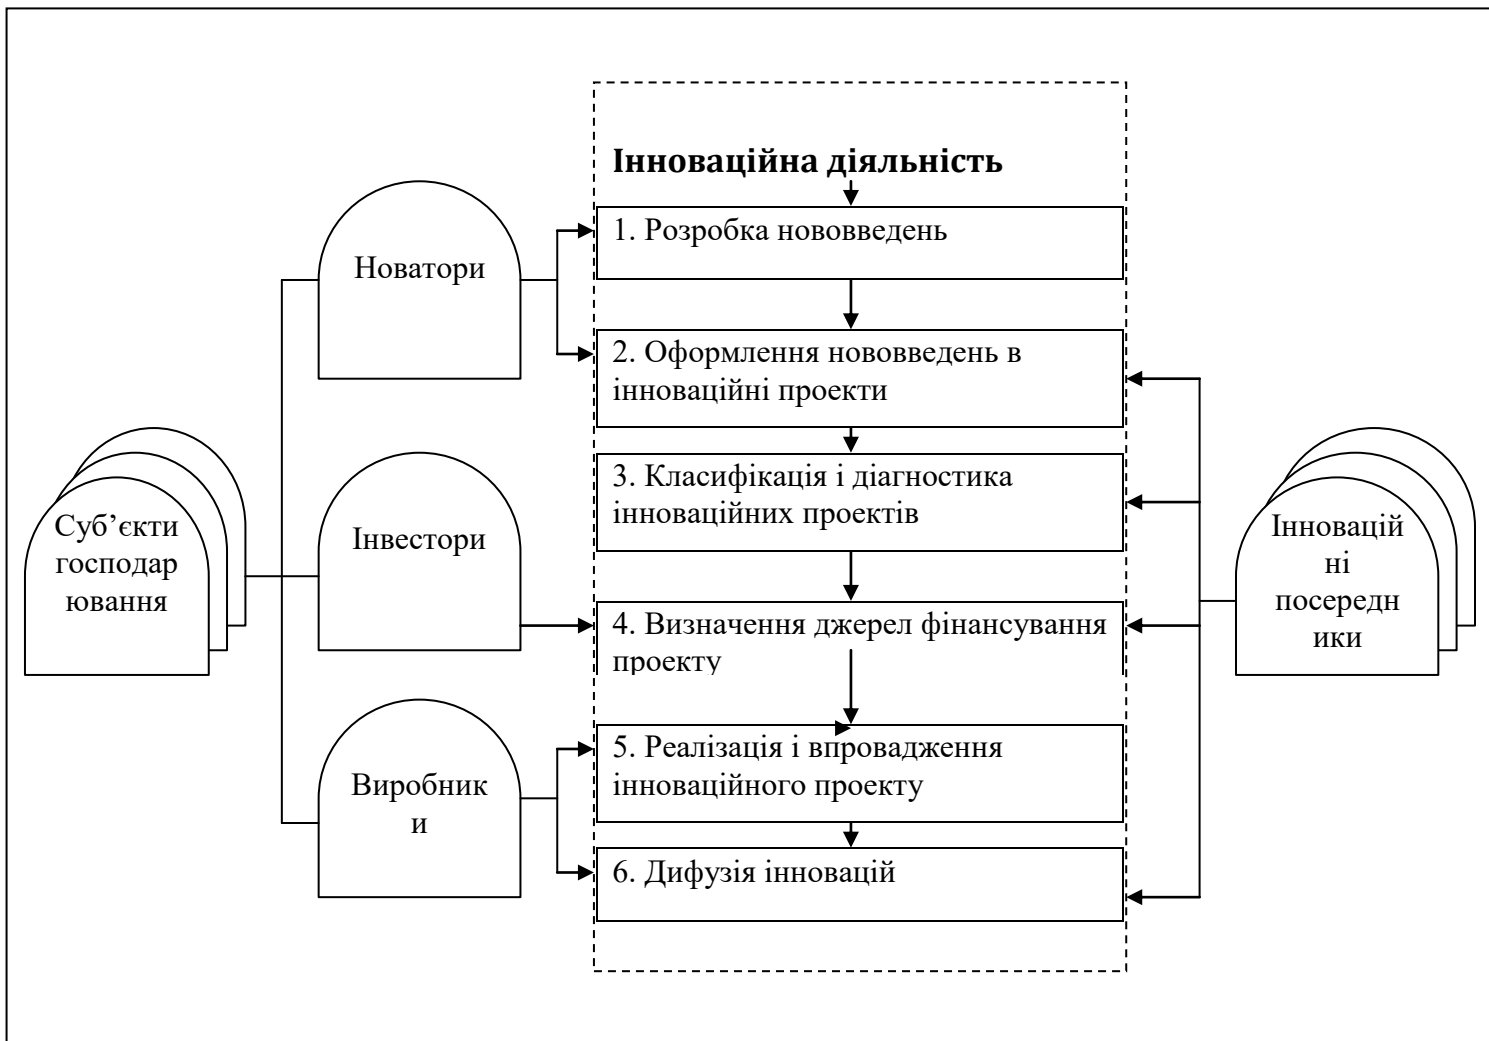 Інноваційна діяльність
1. Розробка нововведень
Новатори
2. Оформлення нововведень в
інноваційні проекти
3. Класифікація і діагностика
інноваційних проектів
Суб’єкти
господар
ювання
Інвестори
Інновацій
ні
посередн
ики
4. Визначення джерел фінансування
проекту
5. Реалізація і впровадження
інноваційного проекту
Виробник
и
6. Дифузія інновацій